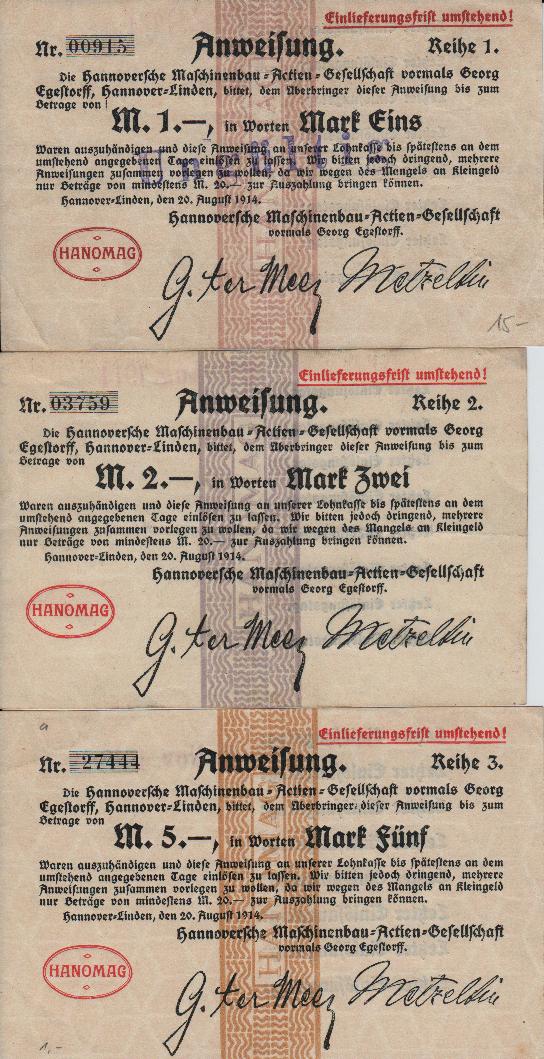 Einlieferungsfrist umstehend!
Nr. 00915 Anweisung. Reihe 1.
Die Hannoversche Maschinenbau-Actien-Gesellschaft vormals Georg
Egestorff, Hannover-Linden, bittet, dem Überbringer dieser Anweisung bis zum
Betrage von
M. 1.—, in Worten Mark Eins
Waren auszuhändigen und diese Anweisung an unserer Lohnkasse bis spätestens an dem
umstehend angegebenen Tage einlösen zu lassen. Wir bitten jedoch dringend, mehrere
Anweisungen zusammen vorlegen zu wollen, da wir wegen des Mangels an Kleingeld
nur Beträge von mindestens M. 20.— zur Auszahlung bringen können.
Ungültig
Hannover-Linden, den 20. August 1914.
Hannoversche Maschinenbau-Actien-Gesellschaft
vormals Georg Egestorff.
HANOMAG
G. ter Meer Metzeltin
15-
Einlieferungsfrist umstehend!
Nr. 03759 Anweisung. Reihe 2.
Die Hannoversche Maschinenbau-Actien-Gesellschaft vormals Georg
Egestorff, Hannover-Linden, bittet, dem Überbringer dieser Anweisung bis zum
Betrage von
M. 2.—, in Worten Mark Zwei
Waren auszuhändigen und diese Anweisung an unserer Lohnkasse bis spätestens an dem
umstehend angegebenen Tage einlösen zu lassen. Wir bitten jedoch dringend, mehrere
Anweisungen zusammen vorlegen zu wollen, da wir wegen des Mangels an Kleingeld
nur Beträge von mindestens M. 20.— zur Auszahlung bringen können.
Hannover-Linden, den 20. August 1914.
Hannoversche Maschinenbau-Actien-Gesellschaft
vormals Georg Egestorff.
HANOMAG
G. ter Meer Metzeltin
a
Einlieferungsfrist umstehend!
Nr. 27444 Anweisung. Reihe 3.
Die Hannoversche Maschinenbau-Actien-Gesellschaft vormals Georg
Egestorff, Hannover-Linden, bittet, dem Überbringer dieser Anweisung bis zum
Betrage von
M. 5.—, in Worten Mark Fünf
Waren auszuhändigen und diese Anweisung an unserer Lohnkasse bis spätestens an dem
umstehend angegebenen Tage einlösen zu lassen. Wir bitten jedoch dringend, mehrere
Anweisungen zusammen vorlegen zu wollen, da wir wegen des Mangels an Kleingeld
nur Beträge von mindestens M. 20.— zur Auszahlung bringen können.
Hannover-Linden, den 20. August 1914.
Hannoversche Maschinenbau-Actien-Gesellschaft
vormals Georg Egestorff.
HANOMAG
G. ter Meer Metzeltin
1,-